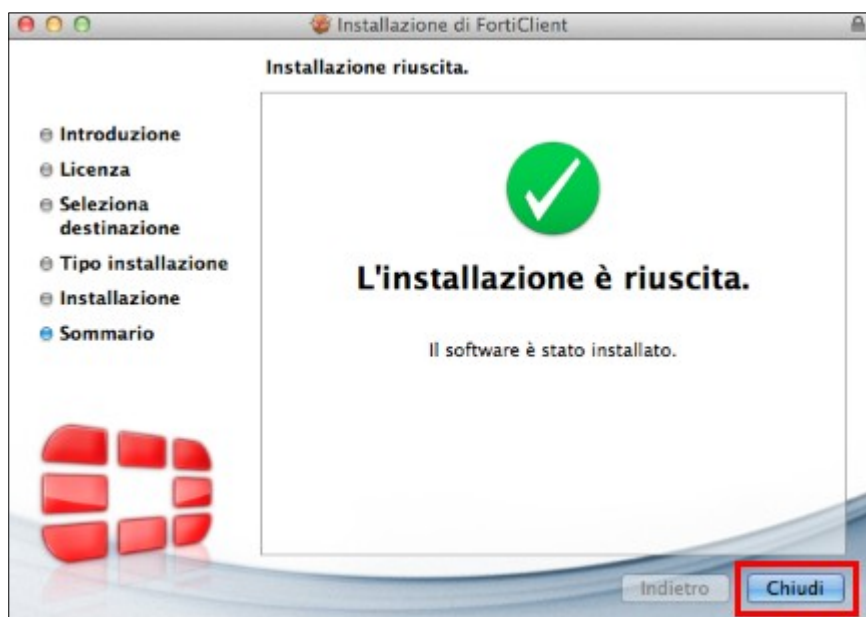 Installazione di FortiClient
Installazione riuscita.
Introduzione
Licenza
Seleziona
destinazione
Tipo installazione
Installazione
Sommario
L'installazione è riuscita.
Il software è stato installato.
Indietro
Chiudi